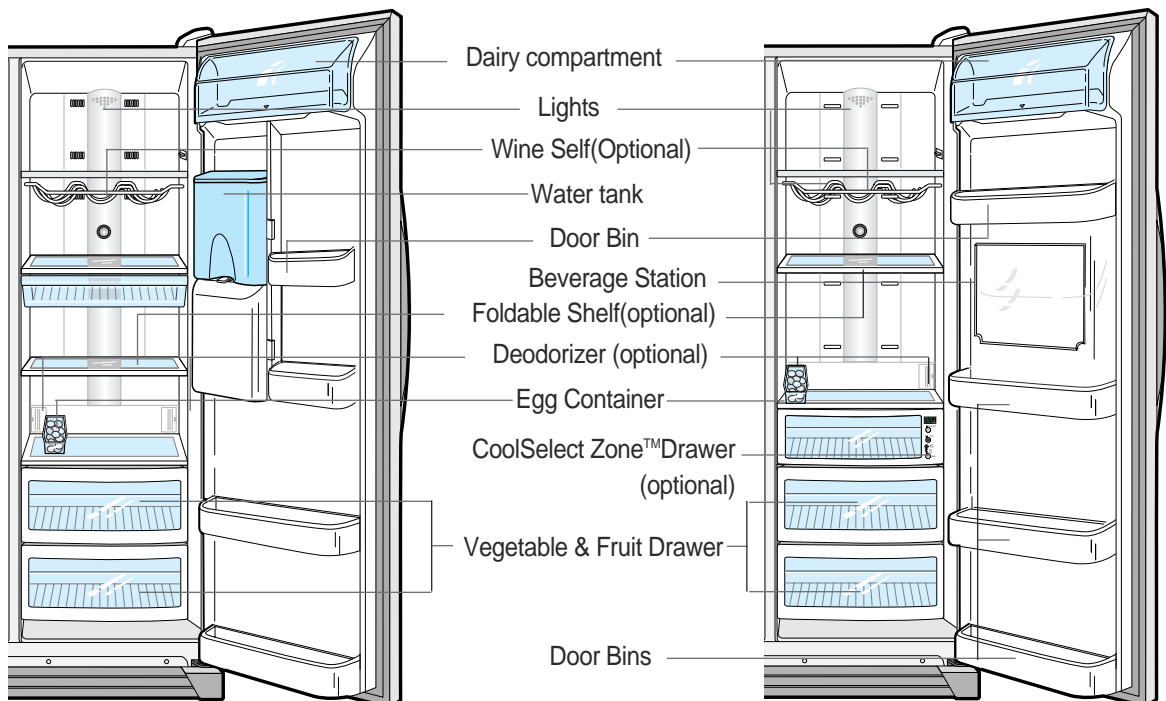 Dairy compartment
Lights
Wine Self(Optional)
Water tank
Door Bin
Beverage Station
Foldable Shelf(optional)
Deodorizer (optional)
Egg Container
CoolSelect Zone™Drawer
(optional)
Vegetable & Fruit Drawer
Door Bins